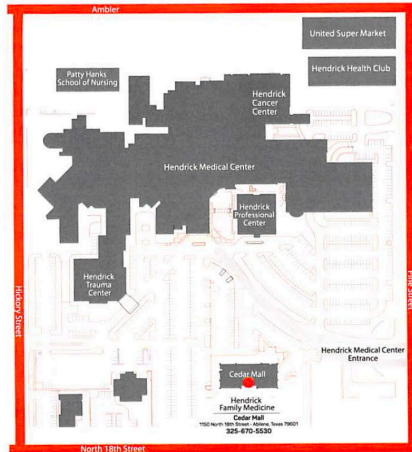 Ambler
United Super Market
Hendrick Health Club
Patty Hanks
School of Nursing
Hendrick
Cancer
Center
Hendrick Medical Center
Hendrick
Professional
Center
Hendrick
Trauma
Center
Hickory Street
Pine Street
Hendrick Medical Center
Entrance
Cedar Mall
Hendrick
Family Medicine
Cedar Mall
1150 North 18th Street - Abilene, Texas 79601
325-670-5530
North 18th Street